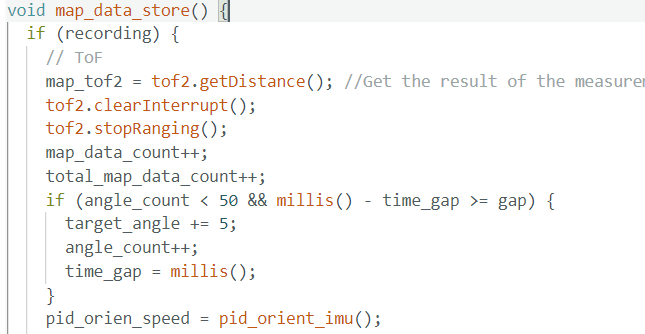 void map_data_store() {
if (recording) {
// ToF
map_tof2 = tof2.getDistance(); //Get the result of the measurem
tof2.clearInterrupt();
tof2.stopRanging();
map_data_count++;
total_map_data_count++;
if (angle_count < 50 && millis() - time_gap >= gap) {
target_angle += 5;
angle_count++;
time_gap = millis();
}
pid_orien_speed = pid_orient_imu();